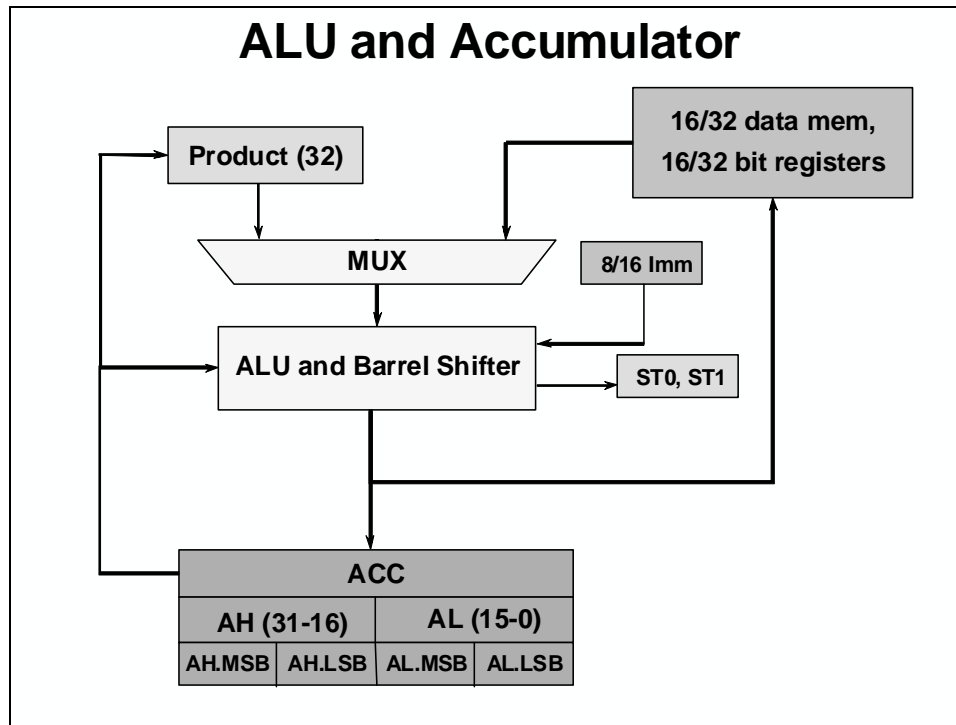 ALU and Accumulator
Product (32)
16/32 data mem,
16/32 bit registers
MUX
8/16 Imm
ALU and Barrel Shifter
ST0, ST1
ACC
AH (31-16)
AL (15-0)
AH.MSB
AH.LSB
AL.MSB
AL.LSB